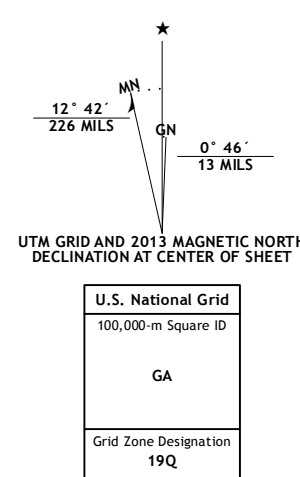 MN
12° 42´
226 MILS
GN
0° 46´
13 MILS
UTM GRID AND 2013 MAGNETIC NORTH
DECLINATION AT CENTER OF SHEET
U.S. National Grid
100,000-m Square ID
GA
Grid Zone Designation
19Q